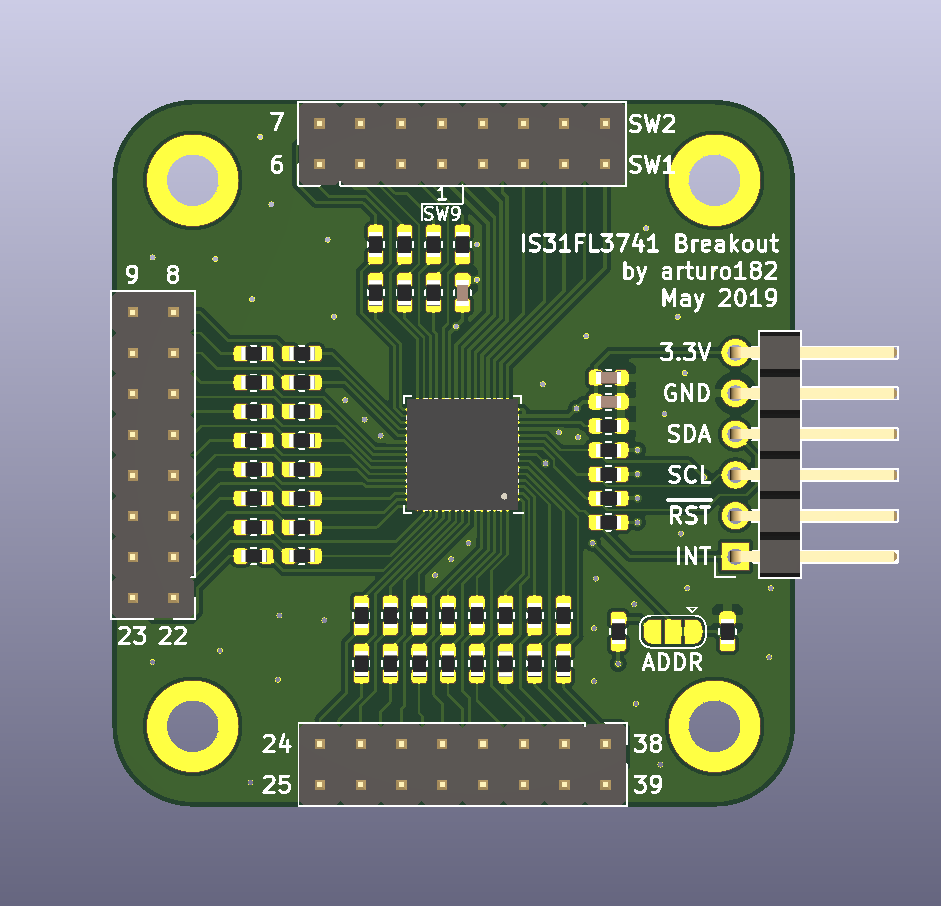 7
SW2
6
SW1
1
SW9
IS31FL3741 Breakout
by arturo182
May 2019
9 8
3.3V
GND
SDA
SCL
RST
INT
23 22
ADDR
24
38
25
39